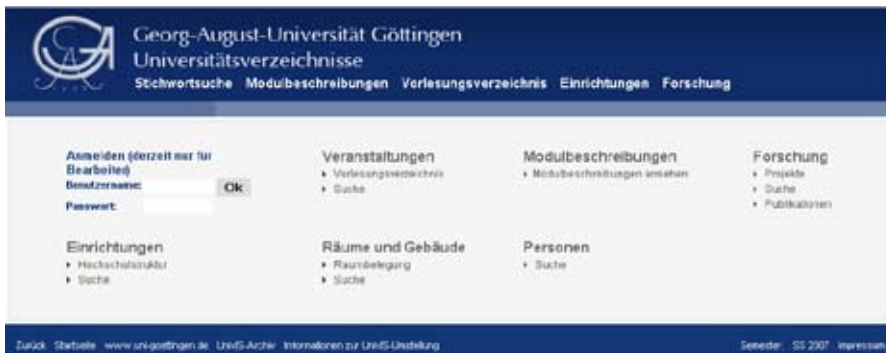 Georg-August-Universität Göttingen
Universitätsverzeichnisse
Stichwortsuche Modulbeschreibungen Vorlesungsverzeichnis Einrichtungen Forschung
Anmelden (derzeit nur für
Bearbeiter)
Benutzername:
Ok
Passwort:
Veranstaltungen
Vorlesungsverzeichnis
Suche
Modulbeschreibungen
Modulbeschreibungen ansehen
Forschung
Projekte
Suche
Publikationen
Einrichtungen
Hochschulstruktur
Suche
Räume und Gebäude
Raumbelegung
Suche
Personen
Suche
Zurück Startseite www.uni-goettingen.de UnivIS-Archiv Informationen zur UnivIS-Umstellung
Semester: SS 2007 Impressum